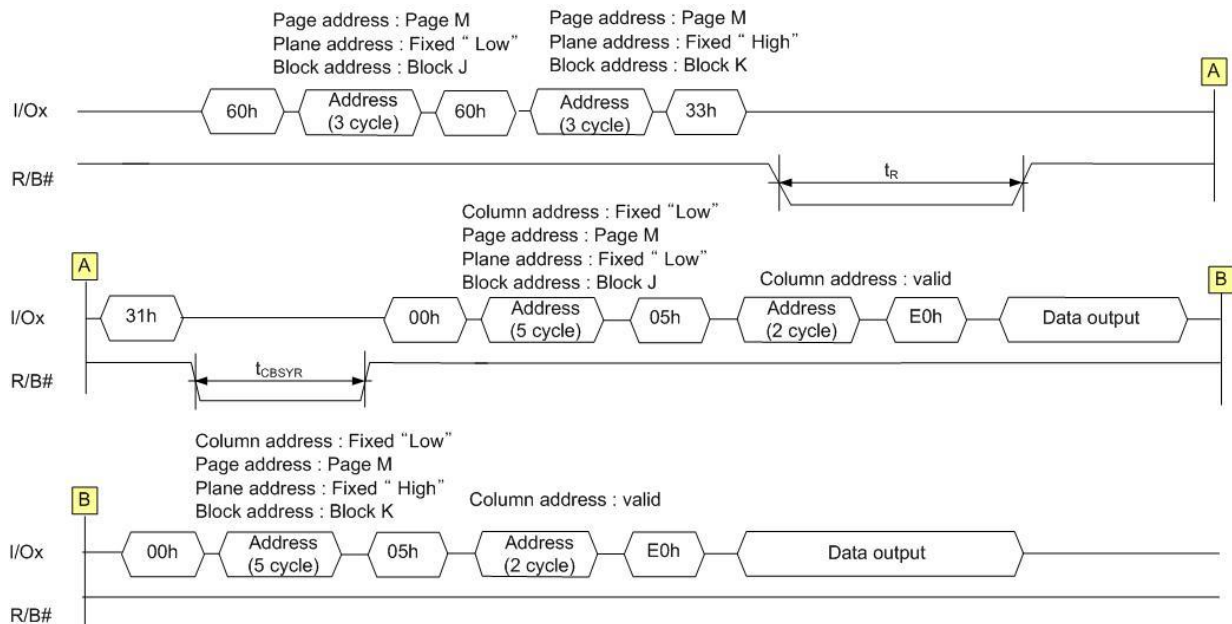 Page address : Page M
Plane address : Fixed “ Low”
Block address : Block J
Page address : Page M
Plane address : Fixed “ High”
Block address : Block K
A
I/Ox
60h
Address
(3 cycle)
60h
Address
(3 cycle)
33h
R/B#
tR
Column address : Fixed “Low”
Page address : Page M
Plane address : Fixed “ Low”
Block address : Block J
Column address : valid
A
B
I/Ox
31h
00h
Address
(5 cycle)
05h
Address
(2 cycle)
E0h
Data output
R/B#
tCBSYR
Column address : Fixed “Low”
Page address : Page M
Plane address : Fixed “ High”
Block address : Block K
Column address : valid
B
I/Ox
00h
Address
(5 cycle)
05h
Address
(2 cycle)
E0h
Data output
R/B#